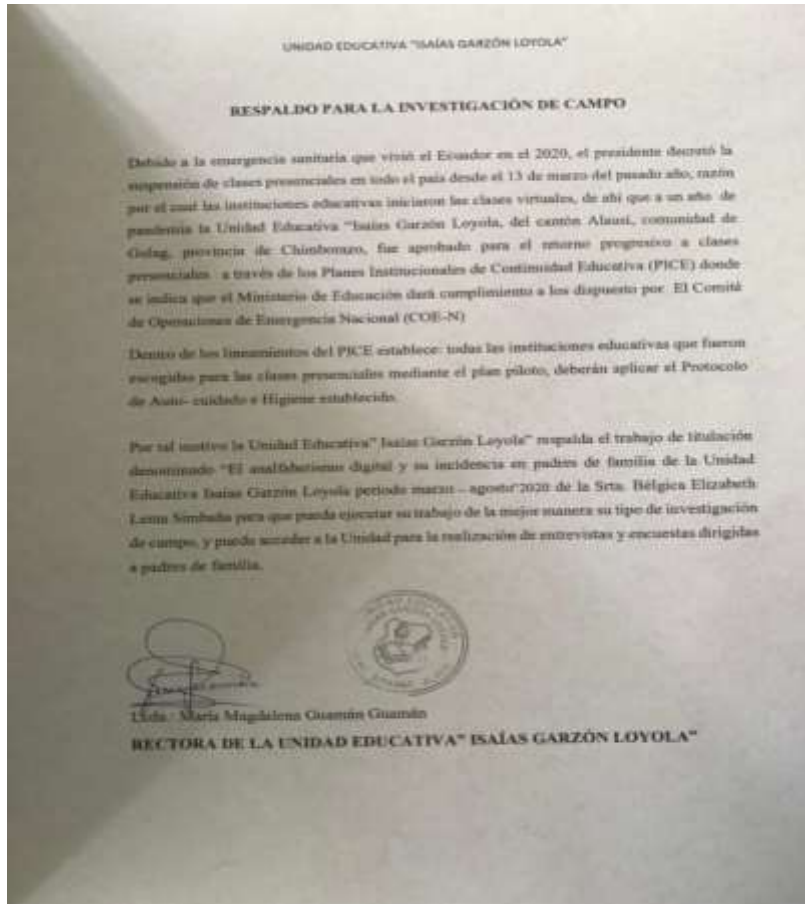 UNIDAD EDUCATIVA "ISAÍAS GARZÓN LOYOLA"
RESPALDO PARA LA INVESTIGACIÓN DE CAMPO
Debido a la emergencia sanitaria que vivió el Ecuador en el 2020, el presidente decretó la
suspensión de clases presenciales en todo el país desde el 13 de marzo del pasado año, razón
por el cual las instituciones educativas iniciaron las clases virtuales, de ahí que a un año de
pandemia la Unidad Educativa "Isaías Garzón Loyola, del cantón Alausí, comunidad de
provincia de Chimborazo, fue aprobado para el retorno progresivo a clases
presenciales a través de los Planes Institucionales de Continuidad Educativa (PICE) donde
se indica que el Ministerio de Educación dará cumplimiento a los dispuesto por El Comité
de Operaciones de Emergencia Nacional (COE-N)
Dentro de los lineamientos del PICE establece: todas las instituciones educativas que fueron
escogidas para las clases presenciales mediante el plan piloto, deberán aplicar el Protocolo
de Auto- cuidado e Higiene establecido.
Por tal motivo la Unidad Educativa" Isaías Garzón Loyola" respalda el trabajo de titulación
denominado "El analfabetismo digital y su incidencia en padres de familia de la Unidad
Educativa Isaías Garzón Loyola periodo marzo - agosto 2020 de la Srta. Bélgica Elizabeth
para que pueda ejecutar su trabajo de la mejor manera su tipo de investigación
de campo, y pueda acceder a la Unidad para la realización de entrevistas y encuestas dirigidas
a padres de familia.
María Magdalena Guamán Guamán
RECTORA DE LA UNIDAD EDUCATIVA" ISAÍAS GARZÓN LOYOLA"